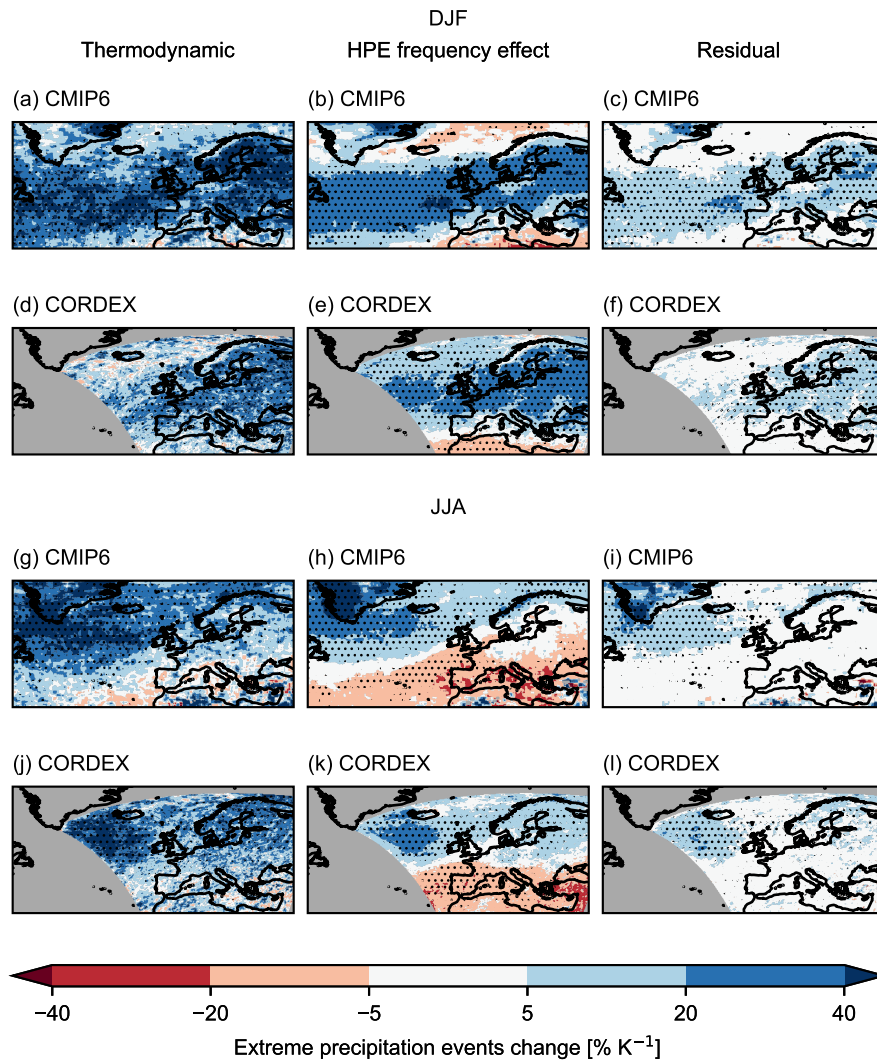 DJF
Thermodynamic HPE frequency effect Residual
(a) CMIP6 (b) CMIP6 (c) CMIP6
(d) CORDEX (e) CORDEX (f) CORDEX
JJA
(g) CMIP6 (h) CMIP6 (i) CMIP6
(j) CORDEX (k) CORDEX (l) CORDEX
−40 −20 −5 5 20 40
Extreme precipitation events change [% K⁻¹]